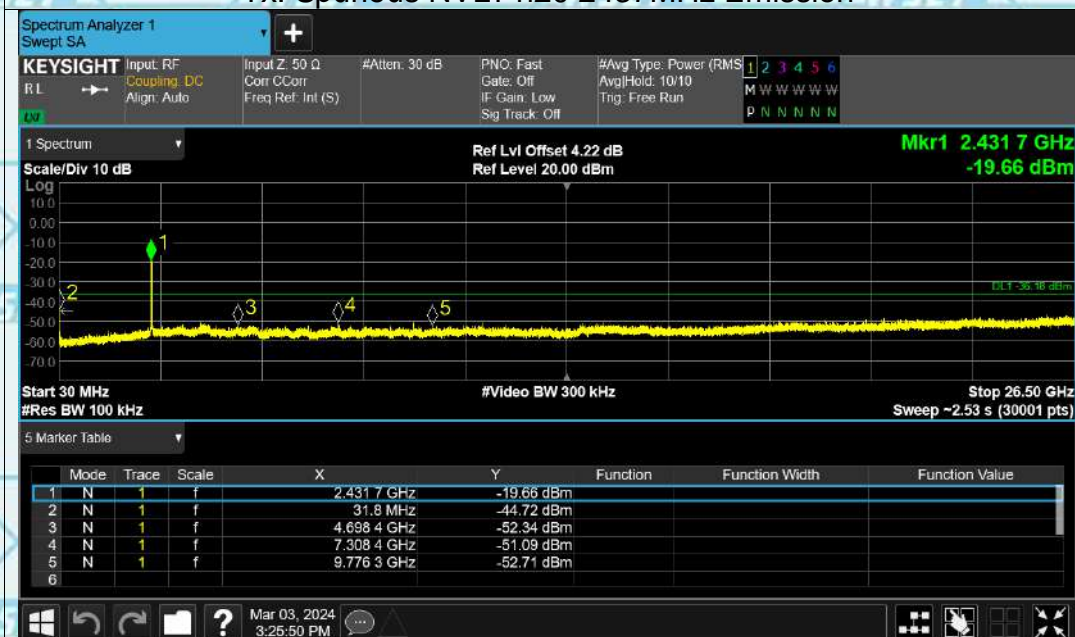 Spectrum Analyzer 1
Swept SA
+
KEYSIGHT
RL
LXI
Input: RF
Coupling: DC
Align: Auto
Input Z: 50 Ω
Corr CCorr
Freq Ref: Int (S)
#Atten: 30 dB
PNO: Fast
Gate: Off
IF Gain: Low
Sig Track: Off
#Avg Type: Power (RMS
Avg|Hold: 10/10
Trig: Free Run
1 2 3 4 5 6
M W W W W W
P N N N N N
1 Spectrum
Scale/Div 10 dB
Ref Lvl Offset 4.22 dB
Ref Level 20.00 dBm
Mkr1 2.431 7 GHz
-19.66 dBm
Log
10.0
0.00
-10.0
-20.0
-30.0
-40.0
-50.0
-60.0
-70.0
1
2
3
4
5
DL1 -36.18 dBm
Start 30 MHz
#Video BW 300 kHz
Stop 26.50 GHz
#Res BW 100 kHz
Sweep ~2.53 s (30001 pts)
5 Marker Table
Mode Trace Scale X Y Function Function Width Function Value
1 N 1 f 2.431 7 GHz -19.66 dBm
2 N 1 f 31.8 MHz -44.72 dBm
3 N 1 f 4.698 4 GHz -52.34 dBm
4 N 1 f 7.308 4 GHz -51.09 dBm
5 N 1 f 9.776 3 GHz -52.71 dBm
6
?
Mar 03, 2024
3:25:50 PM